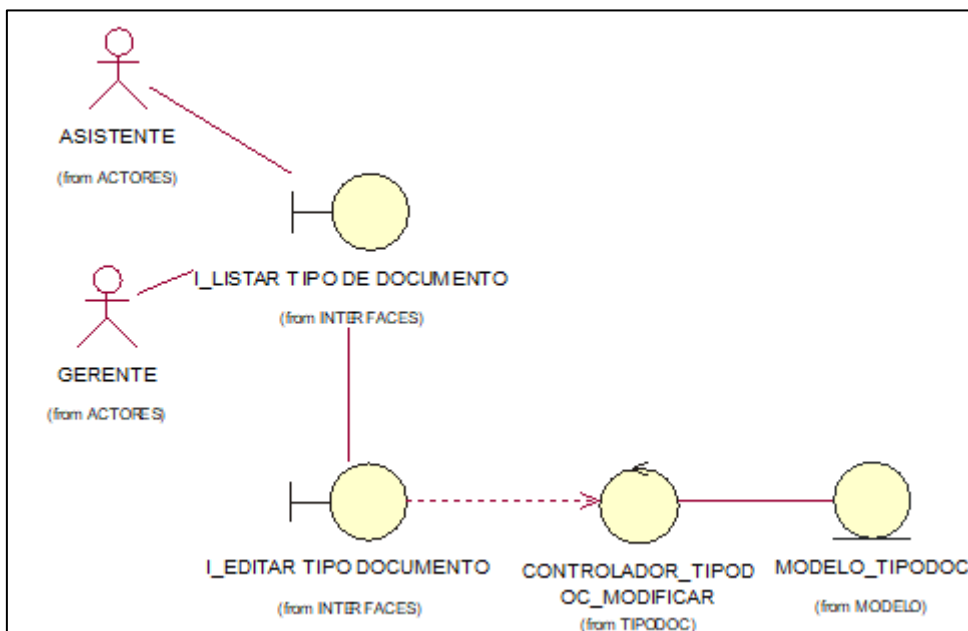 ASISTENTE
(from ACTORES)
I_LISTAR TIPO DE DOCUMENTO
(from INTERFACES)
GERENTE
(from ACTORES)
I_EDITAR TIPO DOCUMENTO
(from INTERFACES)
CONTROLADOR_TIPOD
OC_MODIFICAR
(from TIPODOC)
MODELO_TIPODOC
(from MODELO)